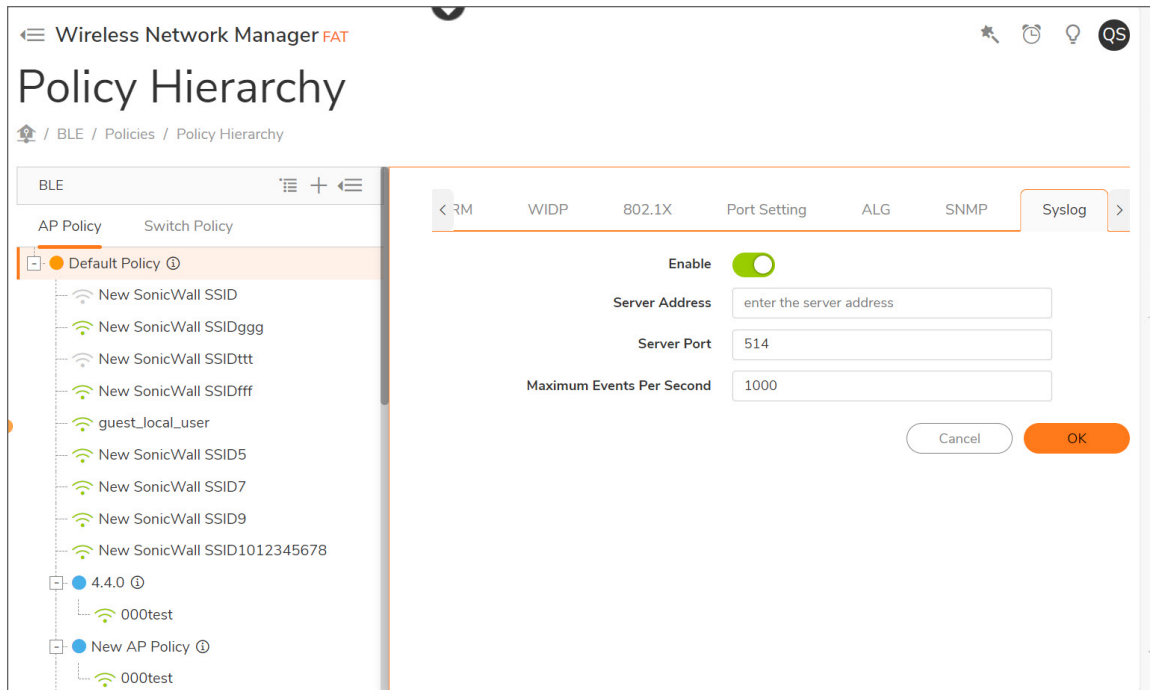 Wireless Network Manager FAT
QS
Policy Hierarchy
/ BLE / Policies / Policy Hierarchy
BLE
AP Policy Switch Policy
Default Policy
New SonicWall SSID
New SonicWall SSIDggg
New SonicWall SSIDttt
New SonicWall SSIDfff
guest_local_user
New SonicWall SSID5
New SonicWall SSID7
New SonicWall SSID9
New SonicWall SSID1012345678
4.4.0
000test
New AP Policy
000test
RM WIDP 802.1X Port Setting ALG SNMP Syslog
Enable
Server Address enter the server address
Server Port 514
Maximum Events Per Second 1000
Cancel OK